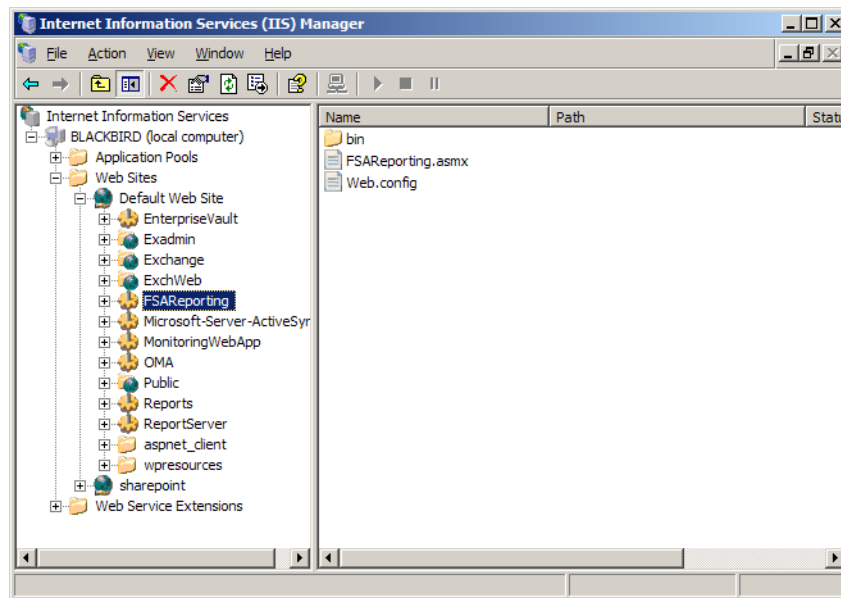 Internet Information Services (IIS) Manager
File Action View Window Help
Internet Information Services
BLACKBIRD (local computer)
Application Pools
Web Sites
Default Web Site
EnterpriseVault
Exadmin
Exchange
ExchWeb
FSAReporting
Microsoft-Server-ActiveSyr
MonitoringWebApp
OMA
Public
Reports
ReportServer
aspnet_client
wpresources
sharepoint
Web Service Extensions
Name Path Statu
bin
FSAReporting.asmx
Web.config